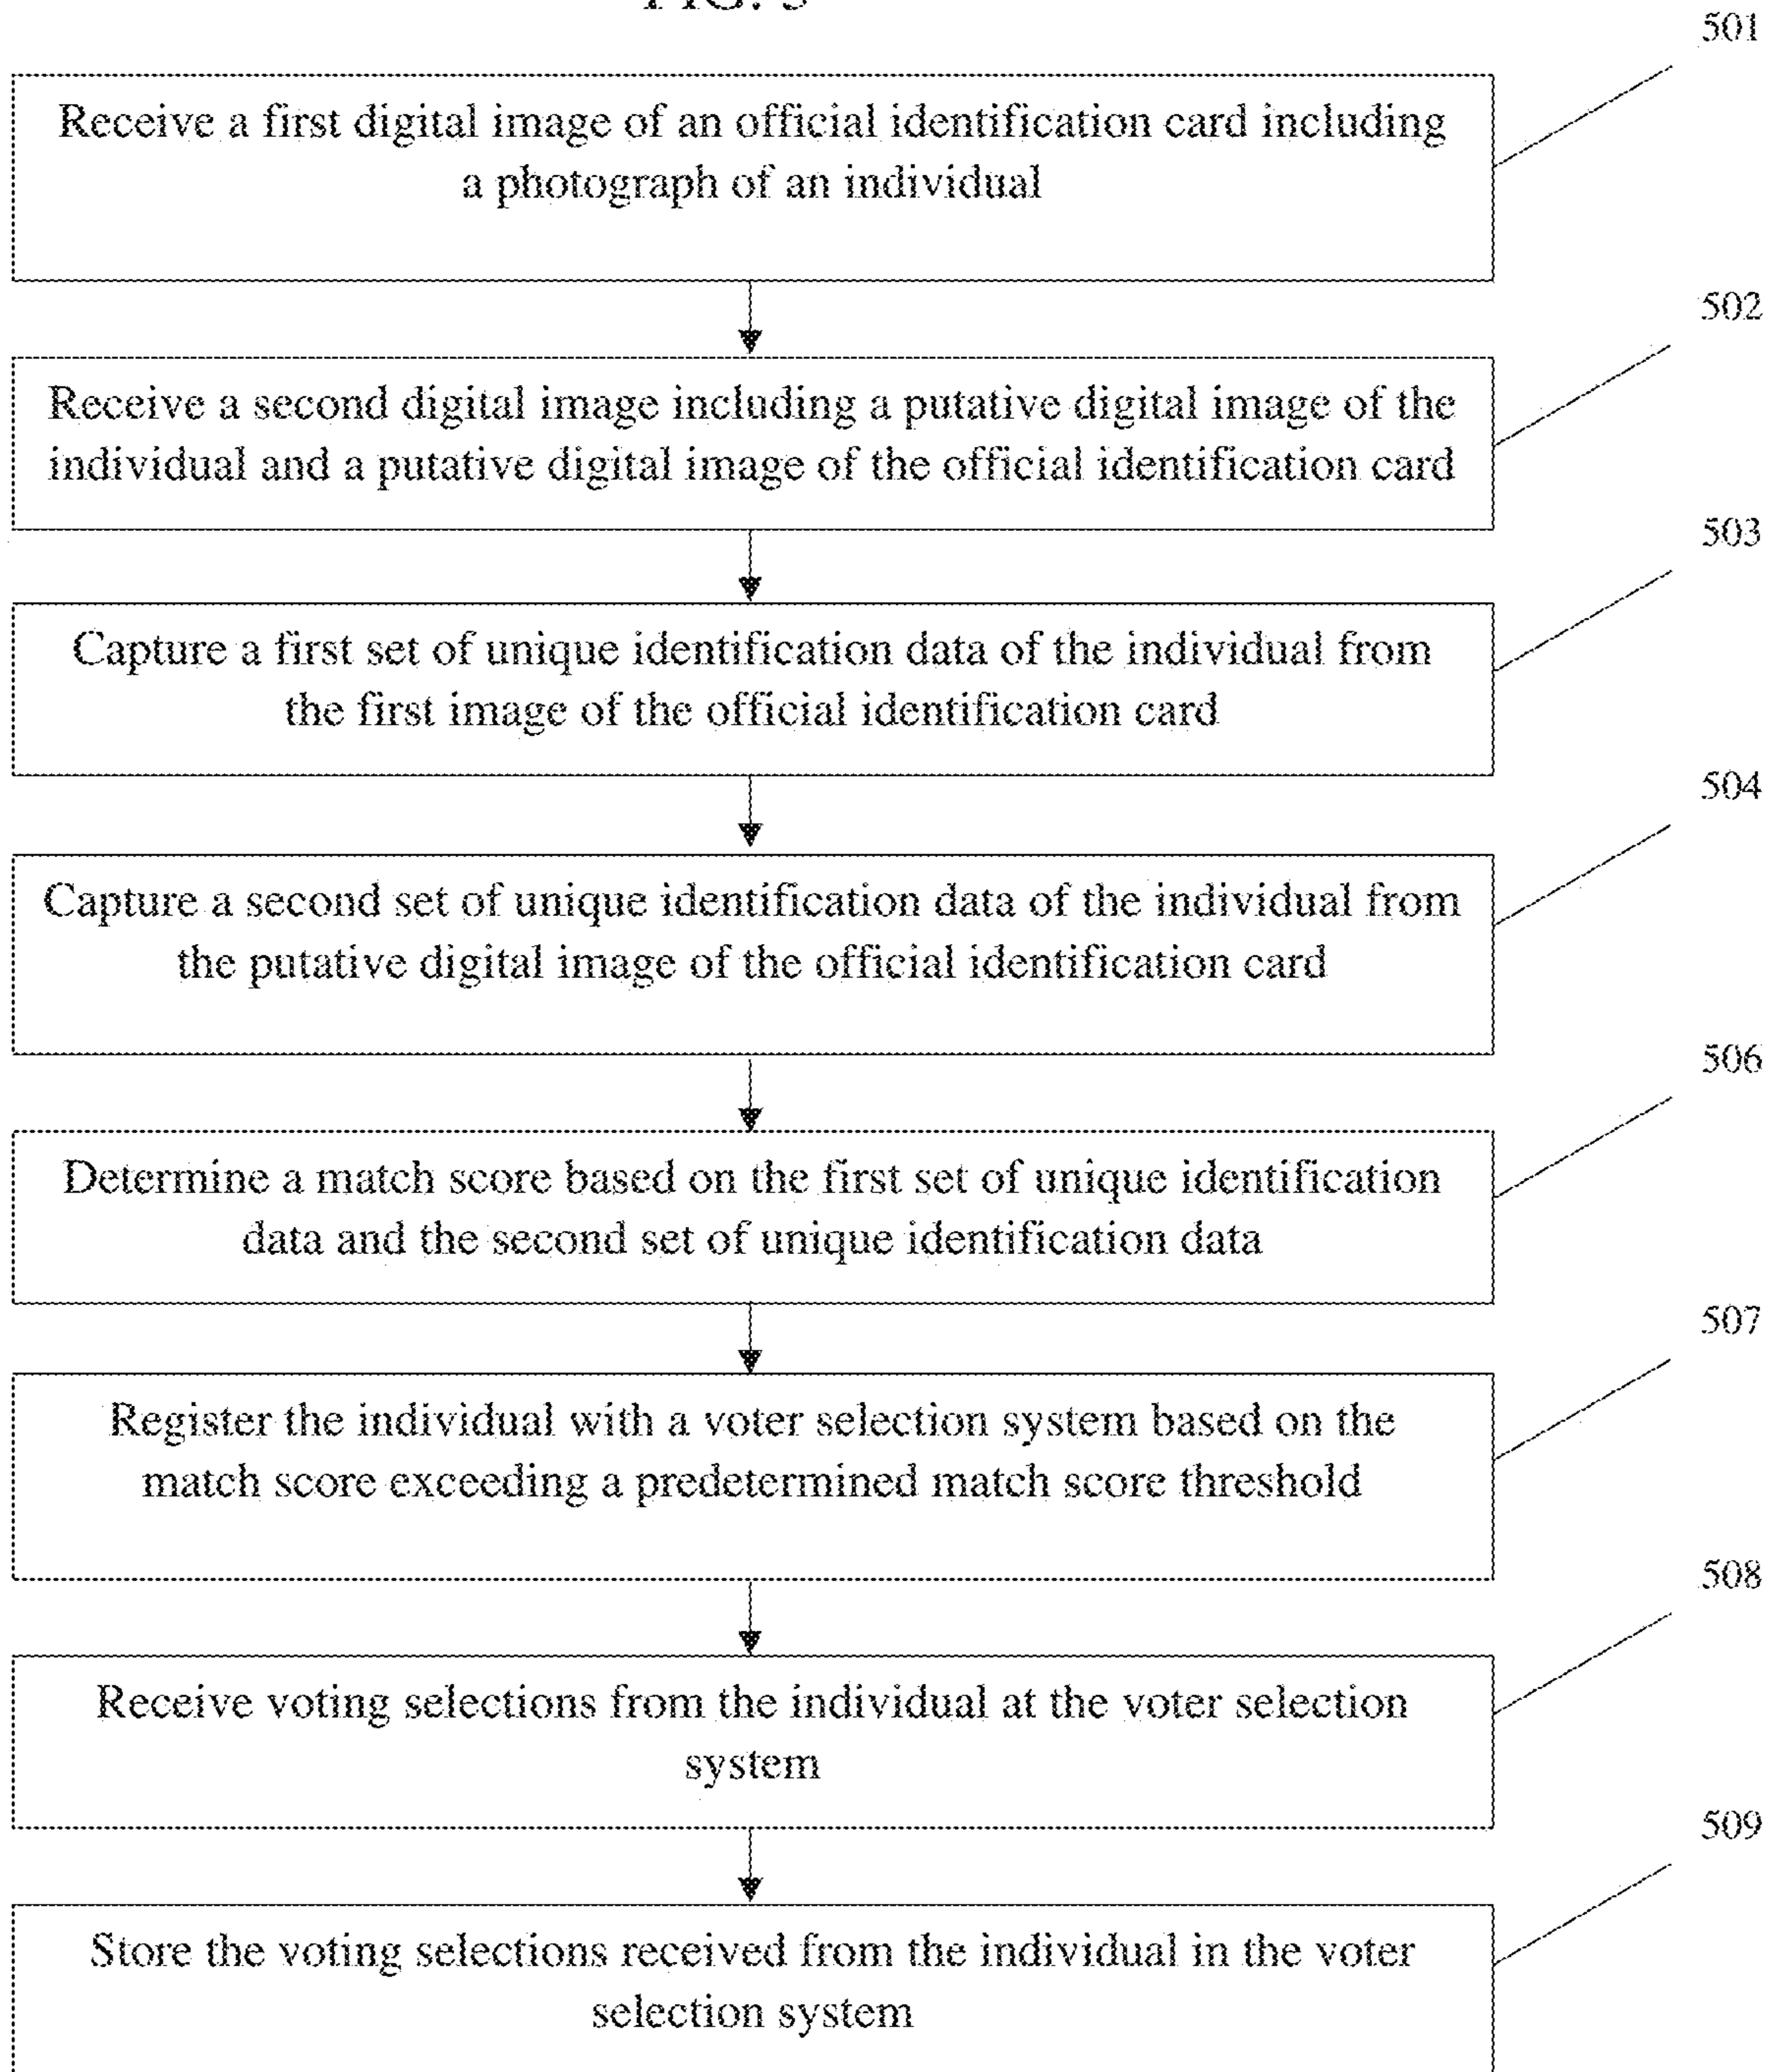 501
Receive a first digital image of an official identification card including
a photograph of an individual
502
Receive a second digital image including a putative digital image of the
individual and a putative digital image of the official identification card
503
Capture a first set of unique identification data of the individual from
the first image of the official identification card
504
Capture a second set of unique identification data of the individual from
the putative digital image of the official identification card
506
Determine a match score based on the first set of unique identification
data and the second set of unique identification data
507
Register the individual with a voter selection system based on the
match score exceeding a predetermined match score threshold
508
Receive voting selections from the individual at the voter selection
system
509
Store the voting selections received from the individual in the voter
selection system